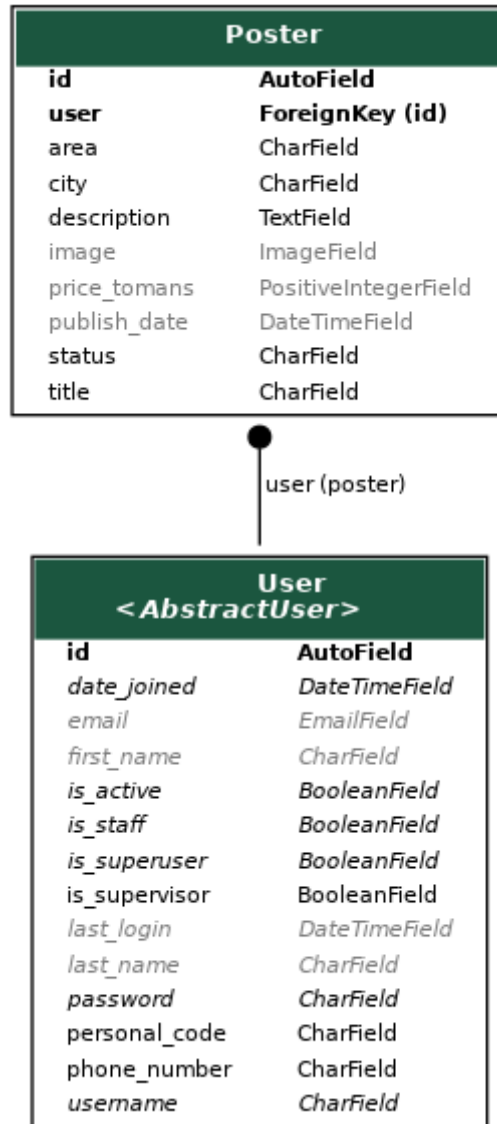 Poster
id AutoField
user ForeignKey (id)
area CharField
city CharField
description TextField
image ImageField
price_tomans PositiveIntegerField
publish_date DateTimeField
status CharField
title CharField
user (poster)
User
<AbstractUser>
id AutoField
date_joined DateTimeField
email EmailField
first_name CharField
is_active BooleanField
is_staff BooleanField
is_superuser BooleanField
is_supervisor BooleanField
last_login DateTimeField
last_name CharField
password CharField
personal_code CharField
phone_number CharField
username CharField